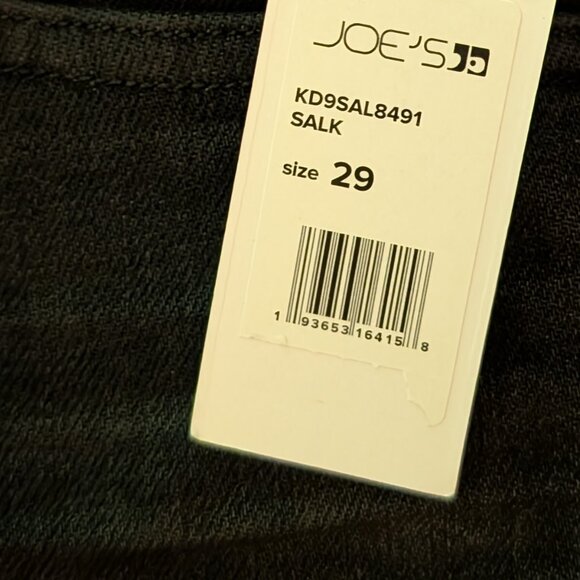 JOE'S
KD9SAL8491
SALK
size 29
1 93653 16415 8